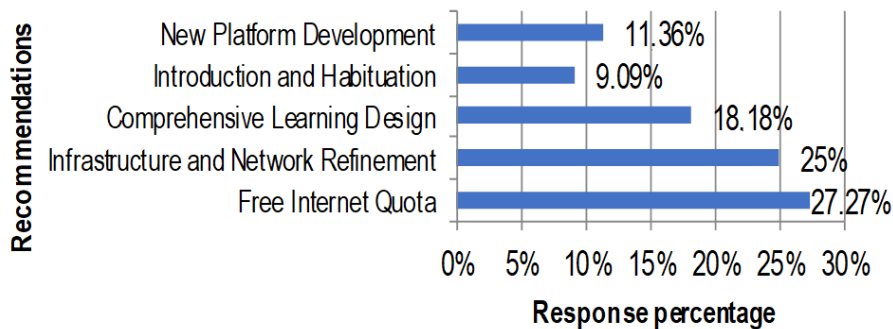 Recommendations
New Platform Development 11.36%
Introduction and Habituation 9.09%
Comprehensive Learning Design 18.18%
Infrastructure and Network Refinement 25%
Free Internet Quota 27.27%
0% 5% 10% 15% 20% 25% 30%
Response percentage